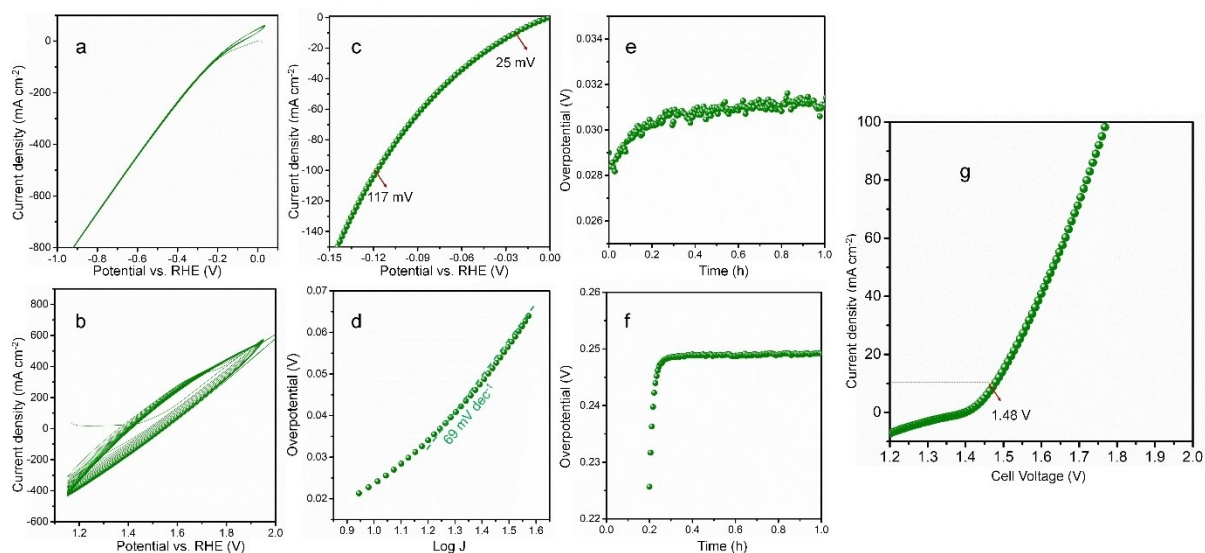 a
0
-200
-400
-600
-800
-1.0 -0.8 -0.6 -0.4 -0.2 0.0
Potential vs. RHE (V)
Current density (mA cm⁻²)
b
800
600
400
200
0
-200
-400
-600
1.2 1.4 1.6 1.8 2.0
Potential vs. RHE (V)
Current density (mA cm⁻²)
c
0
-20
-40
-60
-80
-100
-120
-140
25 mV
117 mV
-0.15 -0.12 -0.09 -0.06 -0.03 0.00
Potential vs. RHE (V)
Current density (mA cm⁻²)
d
0.07
0.06
0.05
0.04
0.03
0.02
69 mV dec⁻¹
0.9 1.0 1.1 1.2 1.3 1.4 1.5 1.6
Log J
Overpotential (V)
e
0.034
0.032
0.030
0.028
0.026
0.0 0.2 0.4 0.6 0.8 1.0
Time (h)
Overpotential (V)
f
0.26
0.25
0.24
0.23
0.22
0.0 0.2 0.4 0.6 0.8 1.0
Time (h)
Overpotential (V)
g
100
80
60
40
20
0
1.48 V
1.2 1.3 1.4 1.5 1.6 1.7 1.8 1.9 2.0
Cell Voltage (V)
Current density (mA cm⁻²)